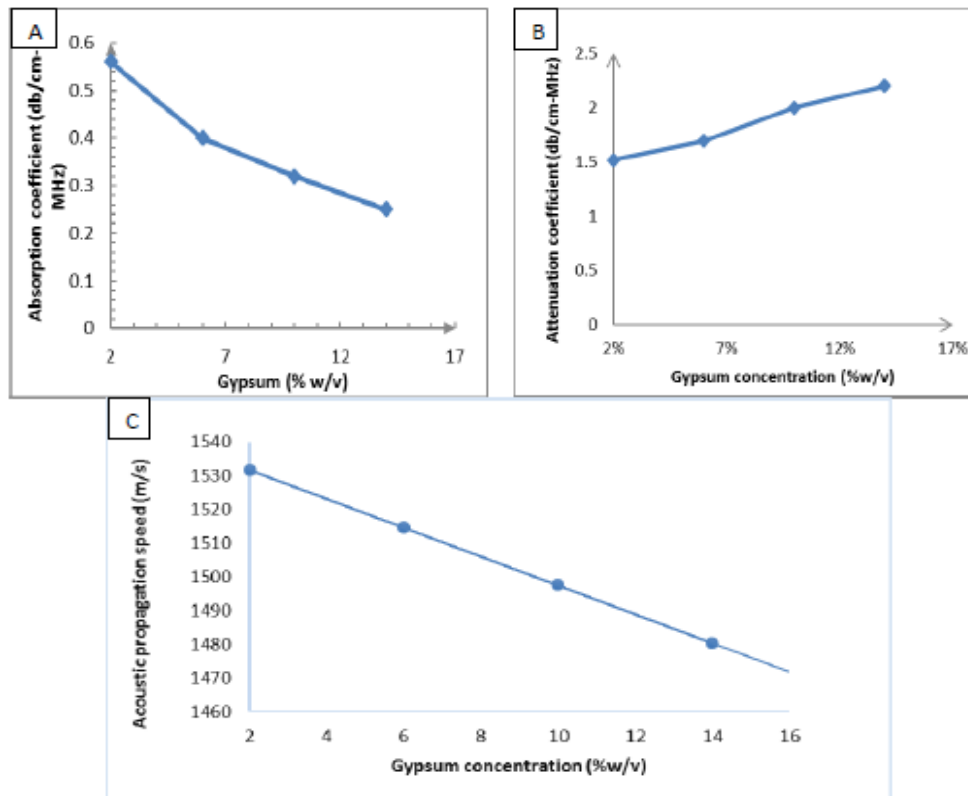 A
Absorption coefficient (db/cm-
MHz)
0.6
0.5
0.4
0.3
0.2
0.1
0
2 7 12 17
Gypsum (% w/v)
B
Attenuation coefficient (db/cm-MHz)
2.5
2
1.5
1
0.5
0
2% 7% 12% 17%
Gypsum concentration (%w/v)
C
Acoustic propagation speed (m/s)
1540
1530
1520
1510
1500
1490
1480
1470
1460
2 4 6 8 10 12 14 16
Gypsum concentration (%w/v)